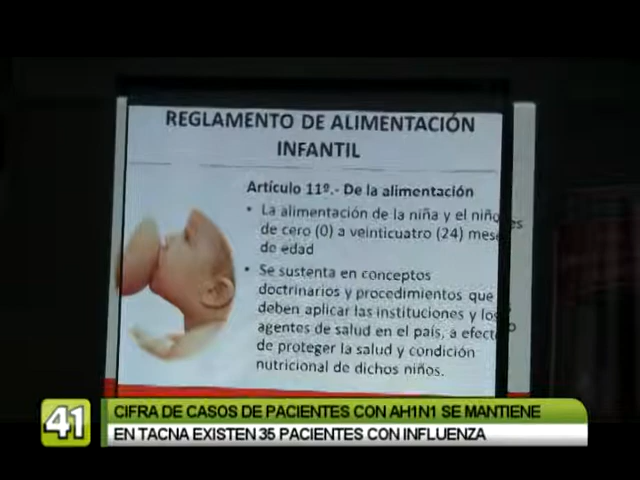 REGLAMENTO DE ALIMENTACIÓN
INFANTIL
Artículo 11º.- De la alimentación
• La alimentación de la niña y el niño
de cero (0) a veinticuatro (24) mese
de edad
• Se sustenta en conceptos
doctrinarios y procedimientos que
deben aplicar las instituciones y los
agentes de salud en el país, a efect
de proteger la salud y condición
nutricional de dichos niños.
es
o
41
CIFRA DE CASOS DE PACIENTES CON AH1N1 SE MANTIENE
EN TACNA EXISTEN 35 PACIENTES CON INFLUENZA